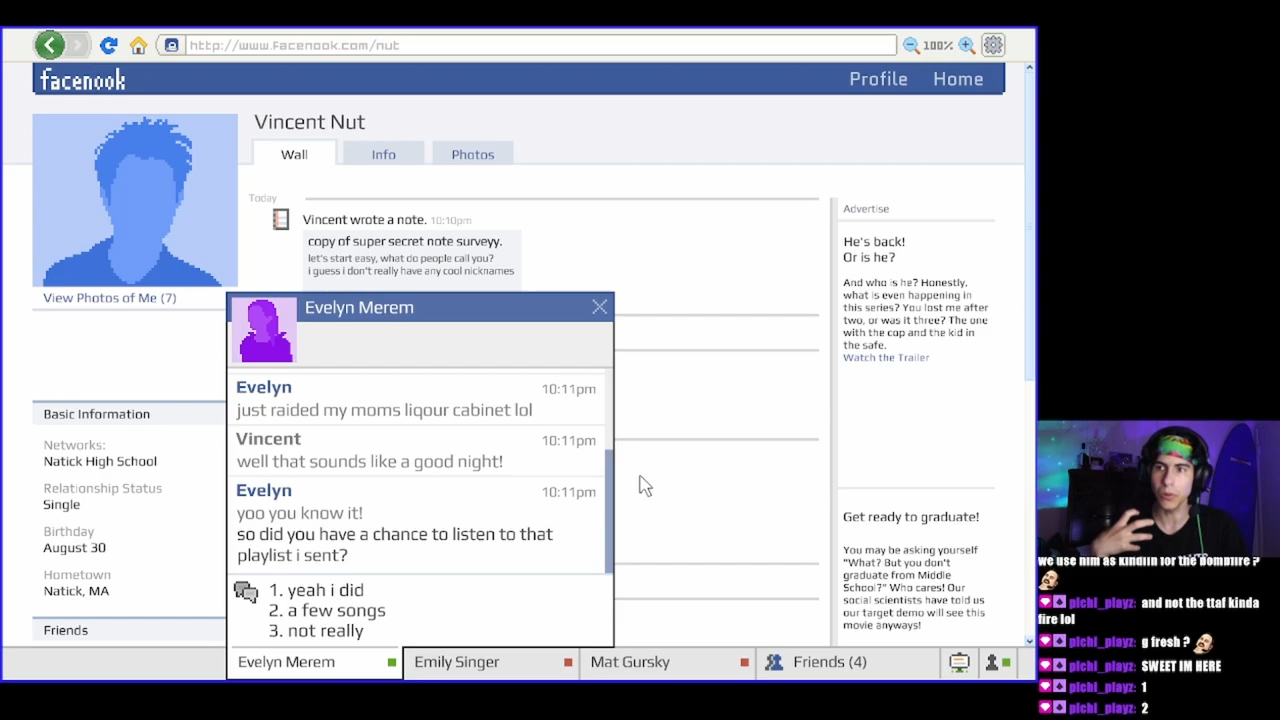 http://www.facenook.com/nut
100%
facenook
Profile
Home
Vincent Nut
Wall
Info
Photos
Today
Vincent wrote a note. 10:10pm
copy of super secret note surveyy.
let's start easy, what do people call you?
i guess i don't really have any cool nicknames
View Photos of Me (7)
Basic Information
Networks:
Natick High School
Relationship Status
Single
Birthday
August 30
Hometown
Natick, MA
Friends
Evelyn Merem
Evelyn 10:11pm
just raided my moms liqour cabinet lol
Vincent 10:11pm
well that sounds like a good night!
Evelyn 10:11pm
yoo you know it!
so did you have a chance to listen to that
playlist i sent?
1. yeah i did
2. a few songs
3. not really
Evelyn Merem
Emily Singer
Mat Gursky
Friends (4)
Advertise
He's back!
Or is he?
And who is he? Honestly,
what is even happening in
this series? You lost me after
two, or was it three? The one
with the cap and the kid in
the safe.
Watch the Trailer
Get ready to graduate!
You may be asking yourself
"What? But you don't
graduate from Middle
School?" Who cares! Our
social scientists have told us
our target demo will see this
movie anyways!
we use him as kindlin for the bomfire ?
pichi_playz: and not the ttaf kinda
fire lol
pichi_playz: g fresh ?
pichi_playz: SWEET IM HERE
pichi_playz: 1
pichi_playz: 2